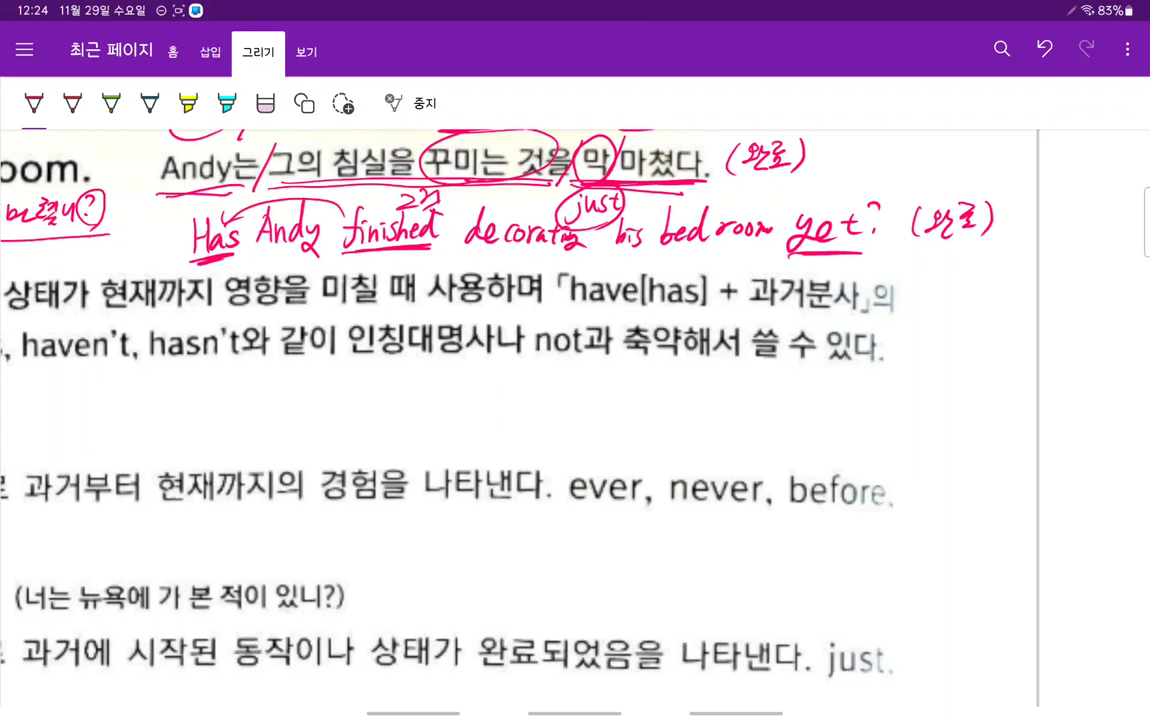 12:24 11월 29일 수요일 83%
최근 페이지 홈 삽입 그리기 보기
중지
oom. Andy는/그의 침실을 꾸미는 것을/막 마쳤다. (완료)
?
과거 just
Has Andy finished decorating his bedroom yet? (완료)
상태가 현재까지 영향을 미칠 때 사용하며 「have[has] + 과거분사」의
, haven't, hasn't와 같이 인칭대명사나 not과 축약해서 쓸 수 있다.
과거부터 현재까지의 경험을 나타낸다. ever, never, before,
(너는 뉴욕에 가 본 적이 있니?)
과거에 시작된 동작이나 상태가 완료되었음을 나타낸다. just,